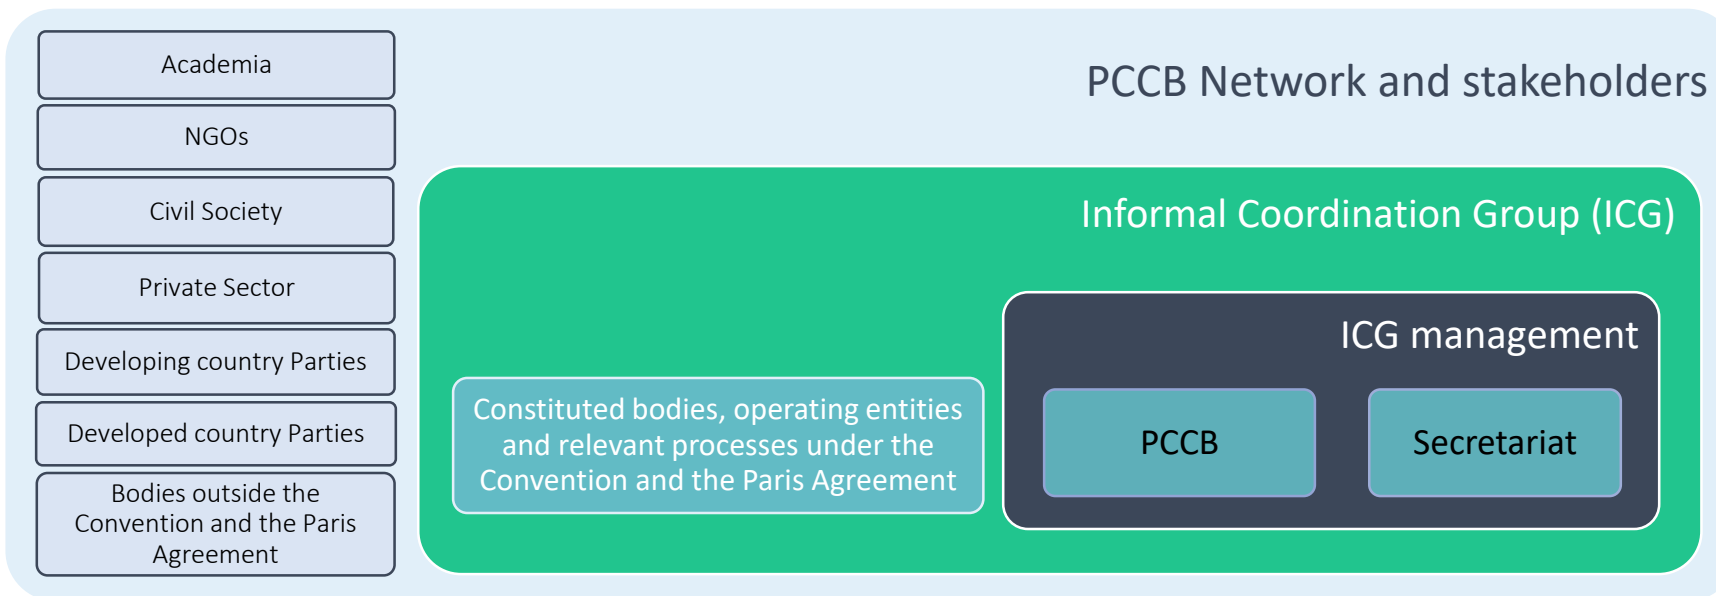 Academia
NGOs
Civil Society
Private Sector
Developing country Parties
Developed country Parties
Bodies outside the
Convention and the Paris
Agreement
PCCB Network and stakeholders
Informal Coordination Group (ICG)
Constituted bodies, operating entities
and relevant processes under the
Convention and the Paris Agreement
ICG management
PCCB
Secretariat